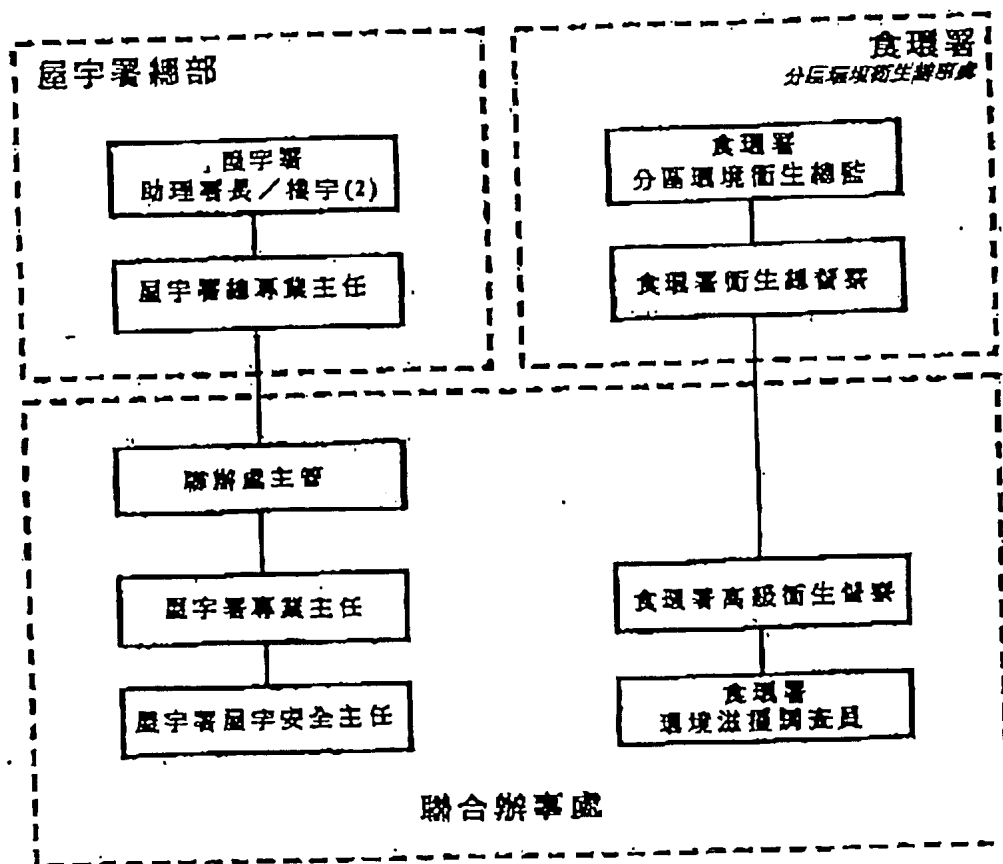 屋宇署總部
屋宇署
助理署長／樓宇(2)
屋宇署總專業主任
食環署
分區環境衞生辦事處
食環署
分區環境衞生總監
食環署衞生總督察
聯辦處主管
屋宇署專業主任
屋宇署屋宇安全主任
食環署高級衞生督察
食環署
環境滋擾調查員
聯合辦事處